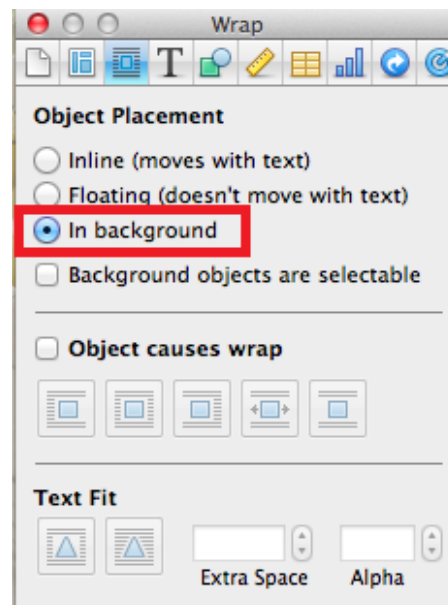 Wrap
T
Object Placement
Inline (moves with text)
Floating (doesn't move with text)
In background
Background objects are selectable
Object causes wrap
Text Fit
Extra Space Alpha